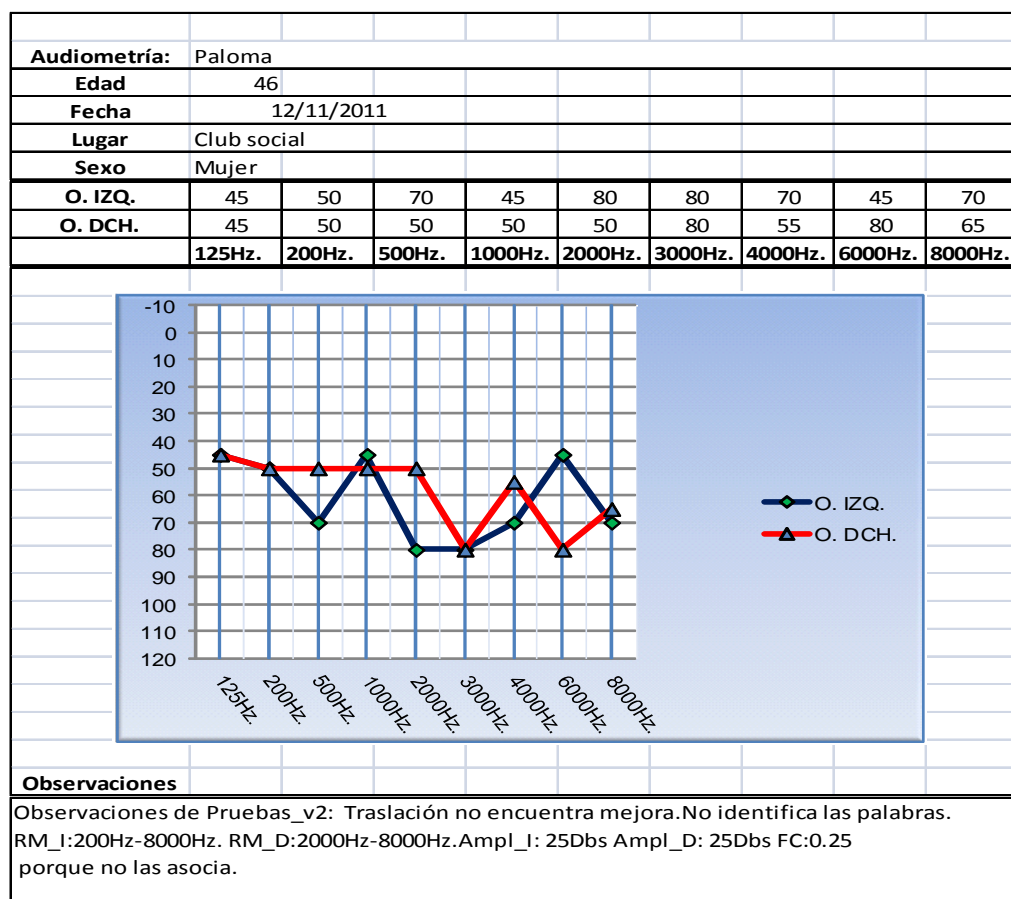 Audiometría: Paloma
Edad 46
Fecha 12/11/2011
Lugar Club social
Sexo Mujer
O. IZQ. 45 50 70 45 80 80 70 45 70
O. DCH. 45 50 50 50 50 80 55 80 65
125Hz. 200Hz. 500Hz. 1000Hz. 2000Hz. 3000Hz. 4000Hz. 6000Hz. 8000Hz.
-10
0
10
20
30
40
50
60
70
80
90
100
110
120
O. IZQ.
O. DCH.
125HZ. 200HZ. 500HZ. 1000HZ. 2000HZ. 3000HZ. 4000HZ. 6000HZ. 8000HZ.
Observaciones
Observaciones de Pruebas_v2: Traslación no encuentra mejora.No identifica las palabras.
RM_I:200Hz-8000Hz. RM_D:2000Hz-8000Hz.Ampl_I: 25Dbs Ampl_D: 25Dbs FC:0.25
porque no las asocia.